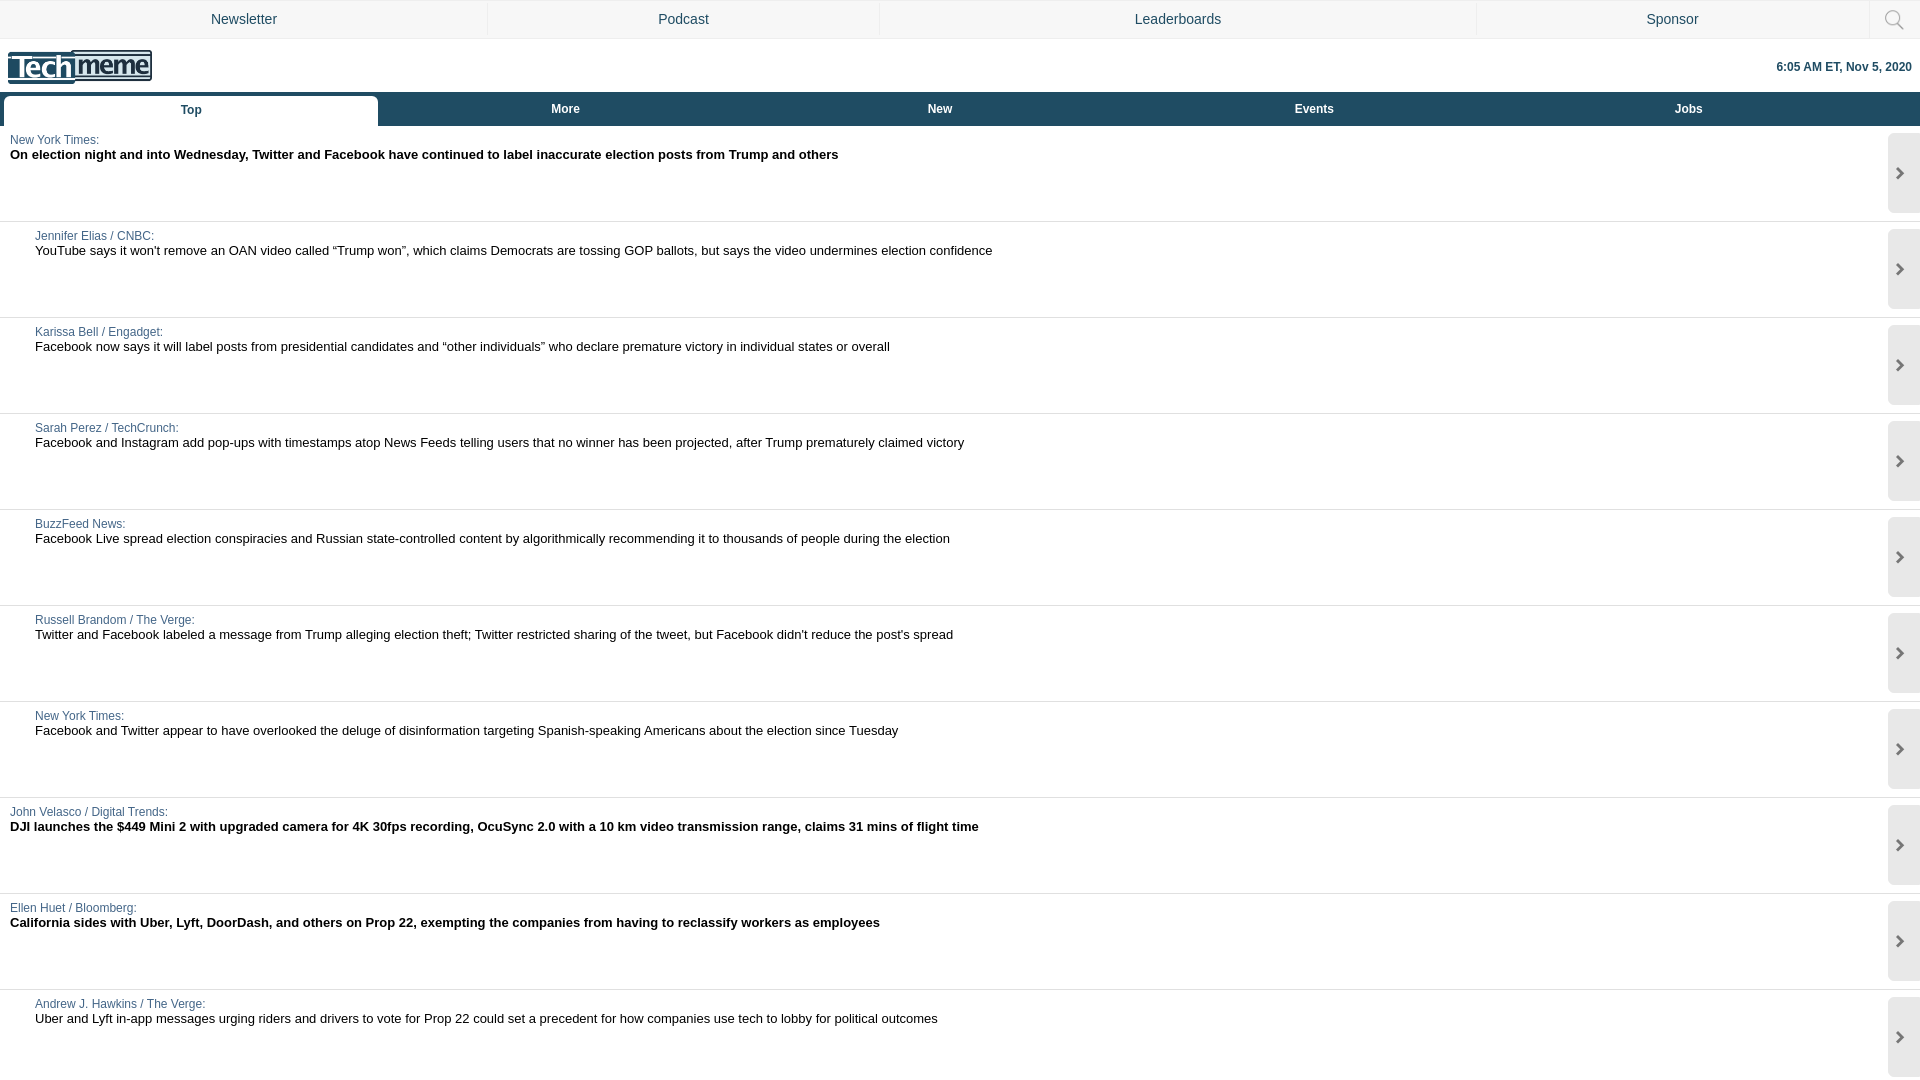 Newsletter
Podcast
Leaderboards
Sponsor
Techmeme
6:05 AM ET, Nov 5, 2020
Top
More
New
Events
Jobs
New York Times:
On election night and into Wednesday, Twitter and Facebook have continued to label inaccurate election posts from Trump and others
Jennifer Elias / CNBC:
YouTube says it won't remove an OAN video called “Trump won”, which claims Democrats are tossing GOP ballots, but says the video undermines election confidence
Karissa Bell / Engadget:
Facebook now says it will label posts from presidential candidates and “other individuals” who declare premature victory in individual states or overall
Sarah Perez / TechCrunch:
Facebook and Instagram add pop-ups with timestamps atop News Feeds telling users that no winner has been projected, after Trump prematurely claimed victory
BuzzFeed News:
Facebook Live spread election conspiracies and Russian state-controlled content by algorithmically recommending it to thousands of people during the election
Russell Brandom / The Verge:
Twitter and Facebook labeled a message from Trump alleging election theft; Twitter restricted sharing of the tweet, but Facebook didn't reduce the post's spread
New York Times:
Facebook and Twitter appear to have overlooked the deluge of disinformation targeting Spanish-speaking Americans about the election since Tuesday
John Velasco / Digital Trends:
DJI launches the $449 Mini 2 with upgraded camera for 4K 30fps recording, OcuSync 2.0 with a 10 km video transmission range, claims 31 mins of flight time
Ellen Huet / Bloomberg:
California sides with Uber, Lyft, DoorDash, and others on Prop 22, exempting the companies from having to reclassify workers as employees
Andrew J. Hawkins / The Verge:
Uber and Lyft in-app messages urging riders and drivers to vote for Prop 22 could set a precedent for how companies use tech to lobby for political outcomes